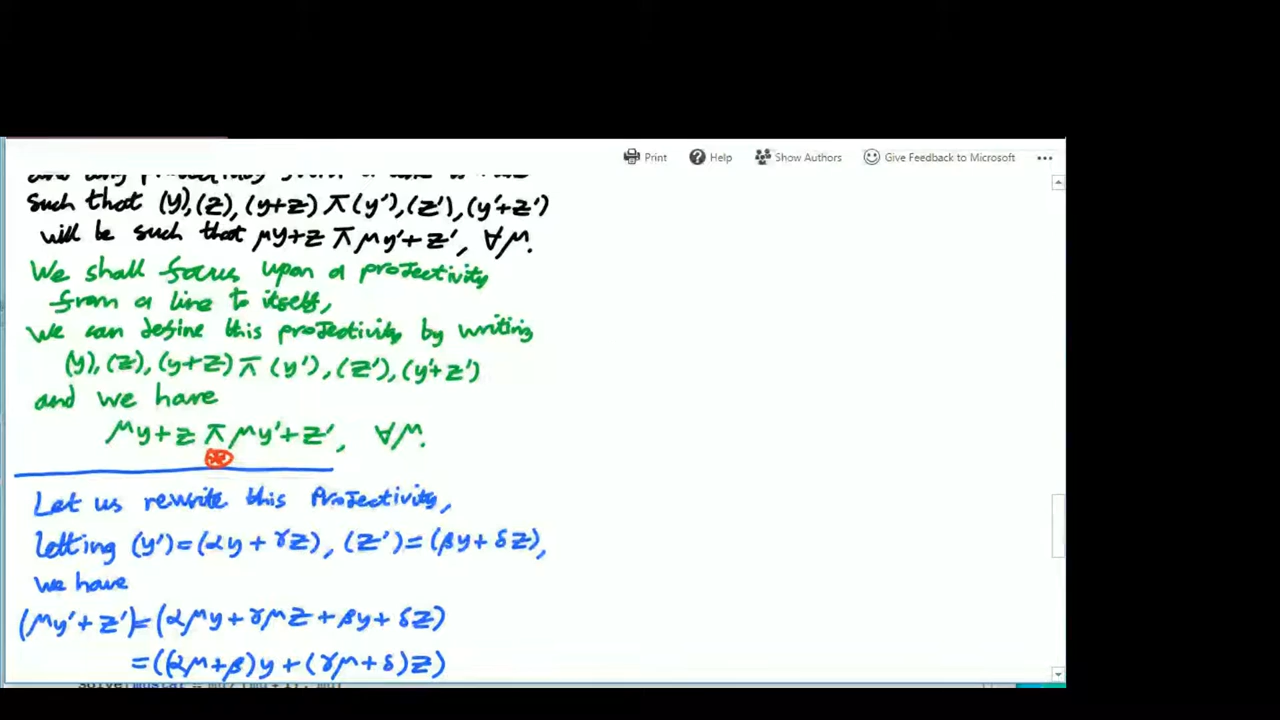 Print Help Show Authors Give Feedback to Microsoft
Such that (y), (z), (y+z) ⊼ (y'), (z'), (y'+z')
will be such that μy+z ⊼ μy'+z', ∀μ.
We shall focus upon a projectivity
from a line to itself,
We can define this projectivity by writing
(y), (z), (y+z) ⊼ (y'), (z'), (y'+z')
and we have
μy+z ⊼ μy'+z', ∀μ.
Let us rewrite this Projectivity,
letting (y')=(αy+γz), (z')=(βy+δz),
we have
(μy'+z')=(αμy+γμz+βy+δz)
=((αμ+β)y+(γμ+δ)z)